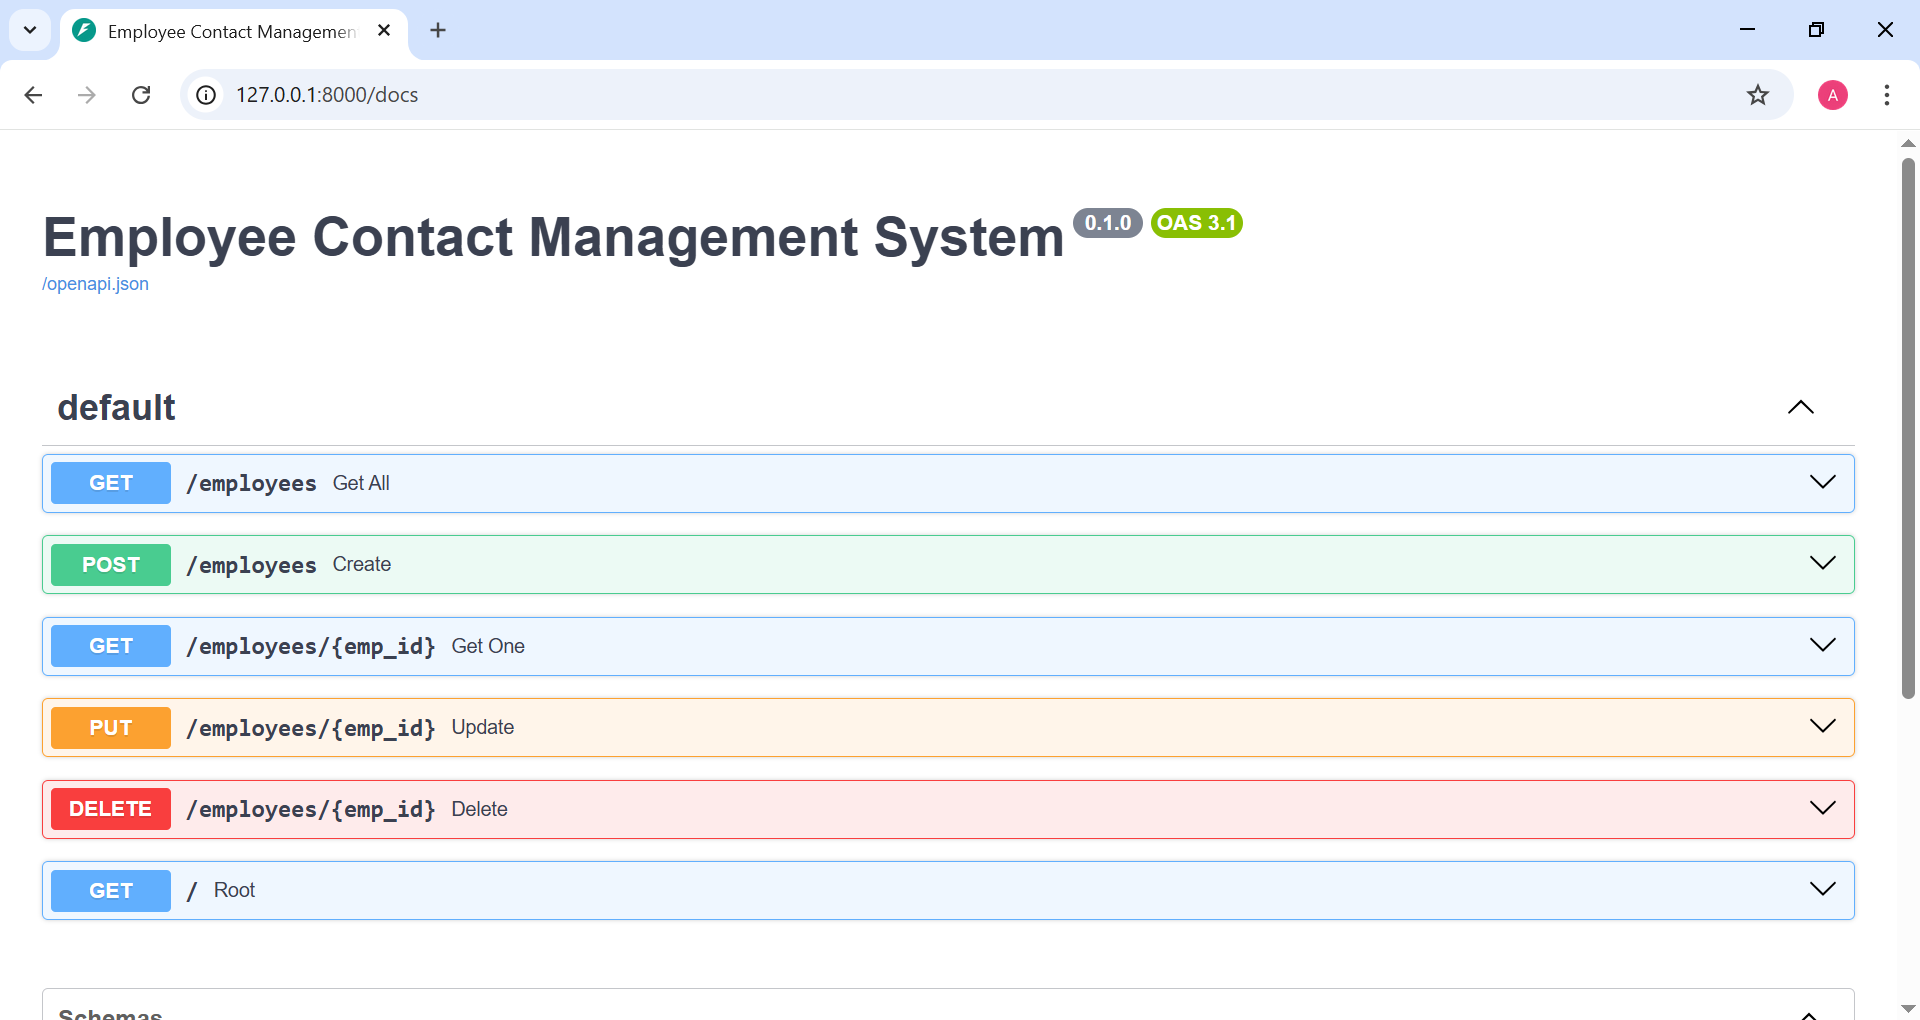 Employee Contact Managemen
127.0.0.1:8000/docs
A
Employee Contact Management System 0.1.0 OAS 3.1
/openapi.json
default
GET /employees Get All
POST /employees Create
GET /employees/{emp_id} Get One
PUT /employees/{emp_id} Update
DELETE /employees/{emp_id} Delete
GET / Root
Schemas